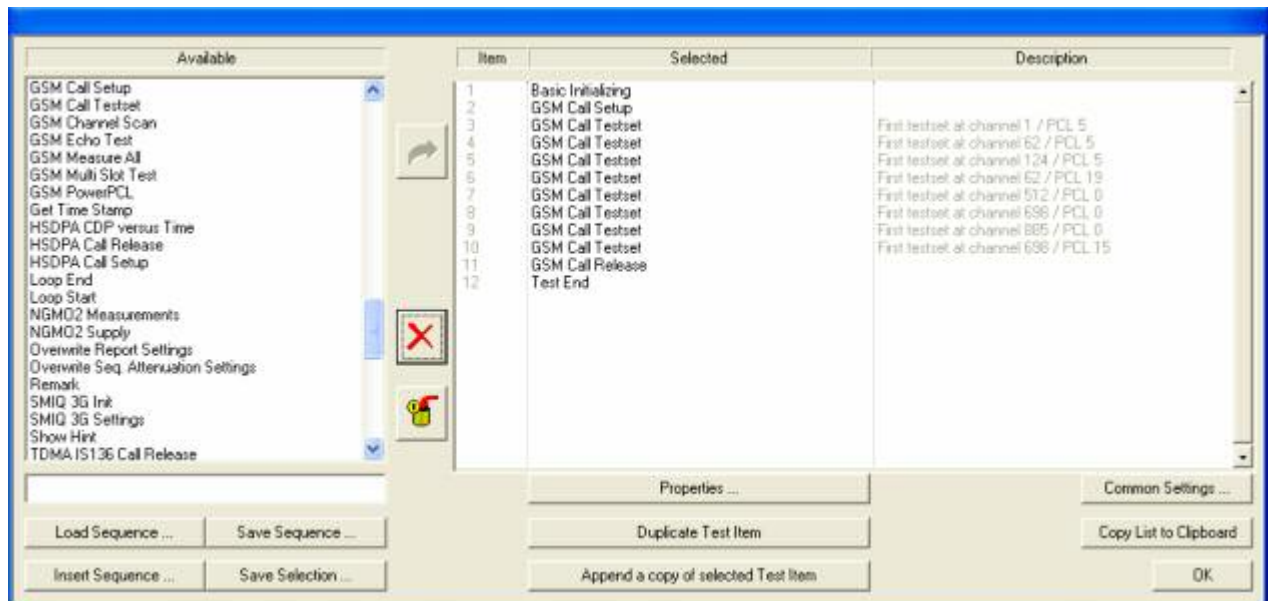 Available
GSM Call Setup
GSM Call Testset
GSM Channel Scan
GSM Echo Test
GSM Measure All
GSM Multi Slot Test
GSM PowerPCL
Get Time Stamp
HSDPA CDP versus Time
HSDPA Call Release
HSDPA Call Setup
Loop End
Loop Start
NGMO2 Measurements
NGMO2 Supply
Overwrite Report Settings
Overwrite Seq. Attenuation Settings
Remark
SMIQ 3G Init
SMIQ 3G Settings
Show Hint
TDMA IS136 Call Release
Load Sequence ...
Save Sequence ...
Insert Sequence ...
Save Selection ...
Item Selected Description
1 Basic Initializing
2 GSM Call Setup
3 GSM Call Testset First testset at channel 1 / PCL 5
4 GSM Call Testset First testset at channel 62 / PCL 5
5 GSM Call Testset First testset at channel 124 / PCL 5
6 GSM Call Testset First testset at channel 62 / PCL 19
7 GSM Call Testset First testset at channel 512 / PCL 0
8 GSM Call Testset First testset at channel 698 / PCL 0
9 GSM Call Testset First testset at channel 885 / PCL 0
10 GSM Call Testset First testset at channel 698 / PCL 15
11 GSM Call Release
12 Test End
Properties ...
Common Settings ...
Duplicate Test Item
Copy List to Clipboard
Append a copy of selected Test Item
OK